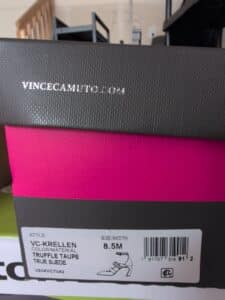 VINCECAMUTO.COM
STYLE
SIZE/WIDTH
VC-KRELLEN
8.5M
COLOR/MATERIAL
TRUFFLE TAUPE
TRUE SUEDE